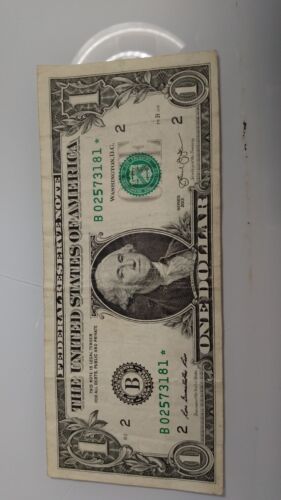 FEDERAL RESERVE NOTE
THE UNITED STATES OF AMERICA
THIS NOTE IS LEGAL TENDER
FOR ALL DEBTS, PUBLIC AND PRIVATE
B 02573181 *
WASHINGTON, D.C.
B
2
2
B 02573181 *
2
2
SERIES
2013
ONE DOLLAR
1
1
1
1